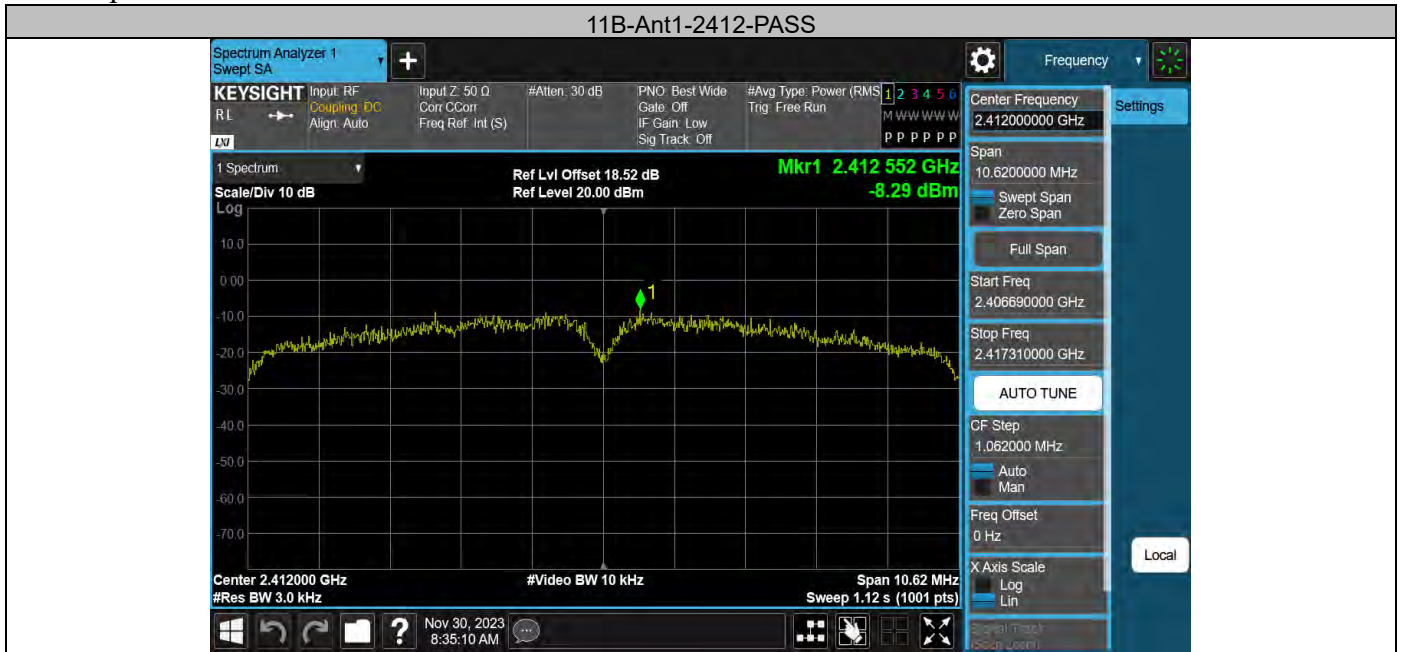 11B-Ant1-2412-PASS
Spectrum Analyzer 1
Swept SA
Frequency
KEYSIGHT
R L
LXI
Input: RF
Coupling: DC
Align: Auto
Input Z: 50 Ω
Corr CCorr
Freq Ref: Int (S)
#Atten: 30 dB
PNO: Best Wide
Gate: Off
IF Gain: Low
Sig Track: Off
#Avg Type: Power (RMS
Trig: Free Run
1 2 3 4 5 6
M W W W W W
P P P P P P
1 Spectrum
Scale/Div 10 dB
Log
Ref Lvl Offset 18.52 dB
Ref Level 20.00 dBm
Mkr1 2.412 552 GHz
-8.29 dBm
10.0
0.00
-10.0
-20.0
-30.0
-40.0
-50.0
-60.0
-70.0
1
Center 2.412000 GHz
#Res BW 3.0 kHz
#Video BW 10 kHz
Span 10.62 MHz
Sweep 1.12 s (1001 pts)
Center Frequency
2.412000000 GHz
Settings
Span
10.6200000 MHz
Swept Span
Zero Span
Full Span
Start Freq
2.406690000 GHz
Stop Freq
2.417310000 GHz
AUTO TUNE
CF Step
1.062000 MHz
Auto
Man
Freq Offset
0 Hz
X Axis Scale
Log
Lin
Local
Signal Track
Nov 30, 2023
8:35:10 AM